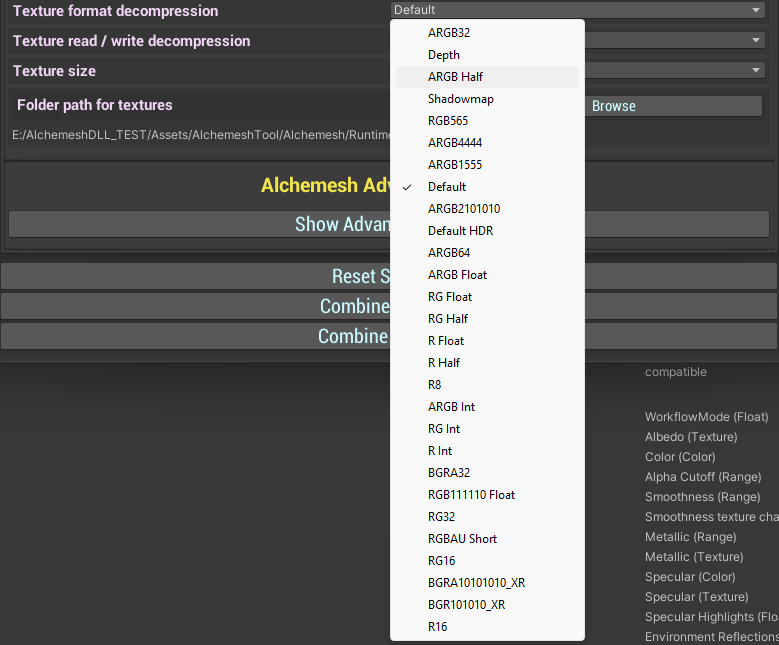 Texture format decompression
Default
Texture read / write decompression
Texture size
Folder path for textures
Browse
E:/AlchemeshDLL_TEST/Assets/AlchemeshTool/Alchemesh/Runtime
Alchemesh Adv
Show Advan
Reset S
Combine
Combine
ARGB32
Depth
ARGB Half
Shadowmap
RGB565
ARGB4444
ARGB1555
Default
ARGB2101010
Default HDR
ARGB64
ARGB Float
RG Float
RG Half
R Float
R Half
R8
ARGB Int
RG Int
R Int
BGRA32
RGB111110 Float
RG32
RGBAU Short
RG16
BGRA10101010_XR
BGR101010_XR
R16
compatible
WorkflowMode (Float)
Albedo (Texture)
Color (Color)
Alpha Cutoff (Range)
Smoothness (Range)
Smoothness texture cha
Metallic (Range)
Metallic (Texture)
Specular (Color)
Specular (Texture)
Specular Highlights (Floa
Environment Reflections